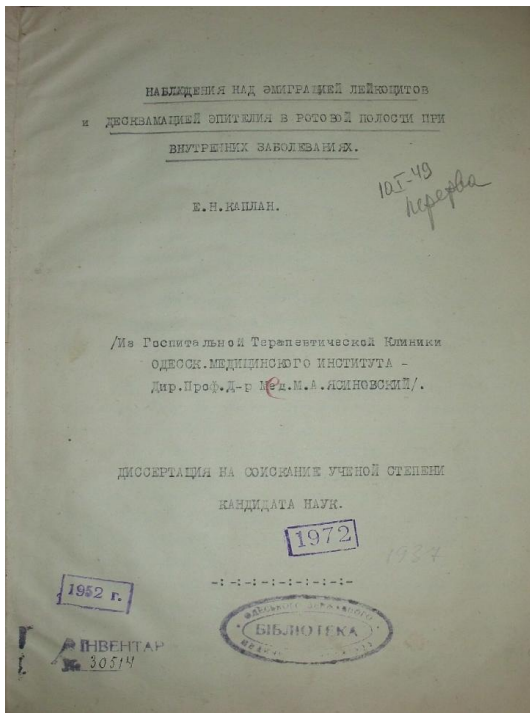 НАБЛЮДЕНИЯ НАД ЭМИГРАЦИЕЙ ЛЕЙКОЦИТОВ
и ДЕСКВАМАЦИЕЙ ЭПИТЕЛИЯ В РОТОВОЙ ПОЛОСТИ ПРИ
ВНУТРЕННИХ ЗАБОЛЕВАНИЯХ.
10 I-49
перерва
Е.Н.КАПЛАН.
/Из Госпитальной Терапевтической Клиники
ОДЕССК.МЕДИЦИНСКОГО ИНСТИТУТА -
Дир.Проф.Д-р Мед.М.А.ЯСИНОВСКИЙ/.
ДИССЕРТАЦИЯ НА СОИСКАНИЕ УЧЕНОЙ СТЕПЕНИ
КАНДИДАТА НАУК.
1972
1937
-:-:-:-:-:-:-:-
1952 г.
БІБЛІОТЕКА
ІНВЕНТАР
№ 30514